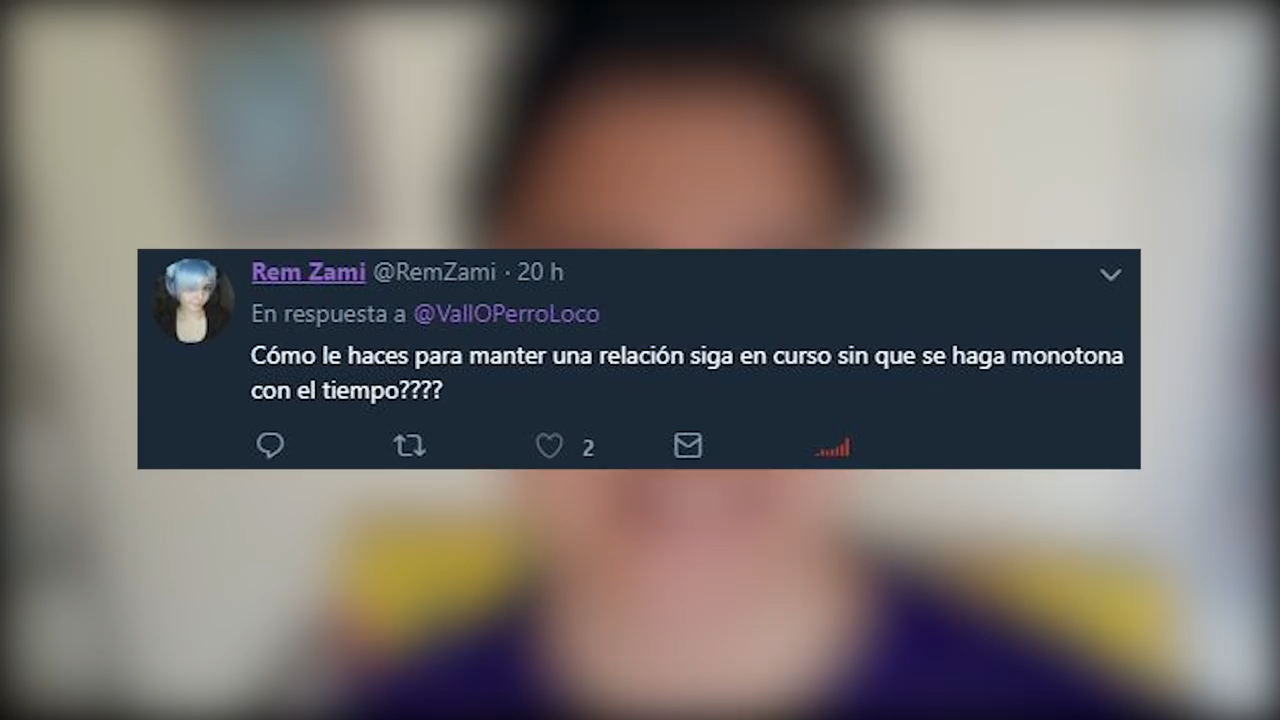 Rem Zami @RemZami · 20 h
En respuesta a @VallOPerroLoco
Cómo le haces para manter una relación siga en curso sin que se haga monotona
con el tiempo????
2